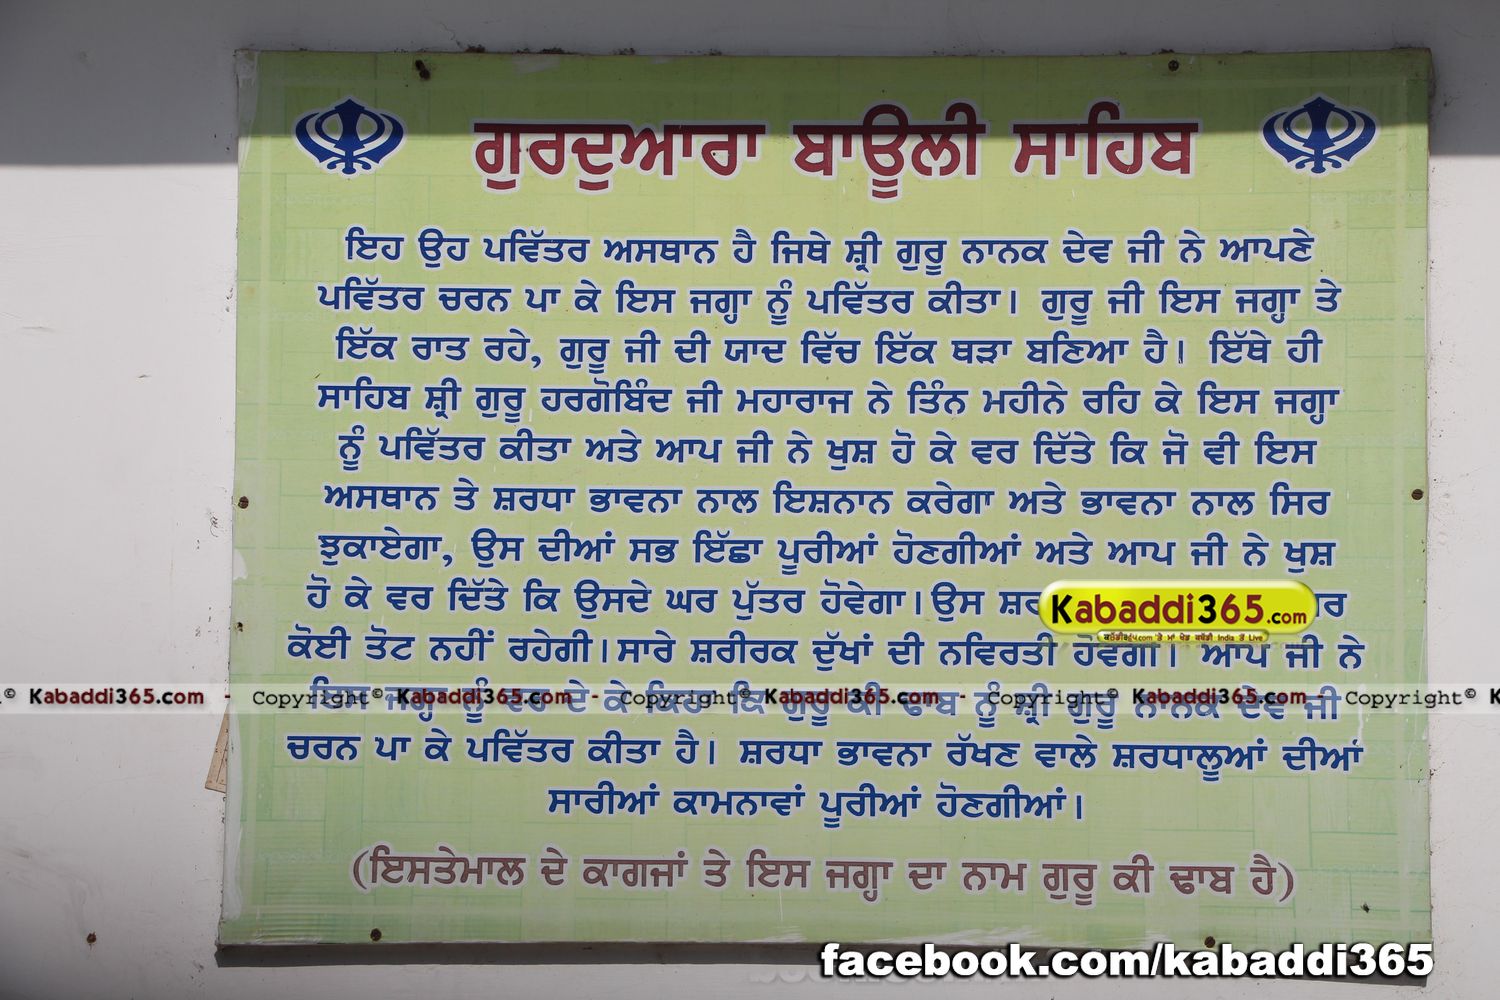 ਗੁਰਦੁਆਰਾ ਬਾਊਲੀ ਸਾਹਿਬ
ਇਹ ਉਹ ਪਵਿੱਤਰ ਅਸਥਾਨ ਹੈ ਜਿਥੇ ਸ਼੍ਰੀ ਗੁਰੂ ਨਾਨਕ ਦੇਵ ਜੀ ਨੇ ਆਪਣੇ
ਪਵਿੱਤਰ ਚਰਨ ਪਾ ਕੇ ਇਸ ਜਗ੍ਹਾ ਨੂੰ ਪਵਿੱਤਰ ਕੀਤਾ। ਗੁਰੂ ਜੀ ਇਸ ਜਗ੍ਹਾ ਤੇ
ਇੱਕ ਰਾਤ ਰਹੇ, ਗੁਰੂ ਜੀ ਦੀ ਯਾਦ ਵਿੱਚ ਇੱਕ ਥੜਾ ਬਣਿਆ ਹੈ। ਇੱਥੇ ਹੀ
ਸਾਹਿਬ ਸ਼੍ਰੀ ਗੁਰੂ ਹਰਗੋਬਿੰਦ ਜੀ ਮਹਾਰਾਜ ਨੇ ਤਿੰਨ ਮਹੀਨੇ ਰਹਿ ਕੇ ਇਸ ਜਗ੍ਹਾ
ਨੂੰ ਪਵਿੱਤਰ ਕੀਤਾ ਅਤੇ ਆਪ ਜੀ ਨੇ ਖੁਸ਼ ਹੋ ਕੇ ਵਰ ਦਿੱਤੇ ਕਿ ਜੋ ਵੀ ਇਸ
ਅਸਥਾਨ ਤੇ ਸ਼ਰਧਾ ਭਾਵਨਾ ਨਾਲ ਇਸ਼ਨਾਨ ਕਰੇਗਾ ਅਤੇ ਭਾਵਨਾ ਨਾਲ ਸਿਰ
ਝੁਕਾਏਗਾ, ਉਸ ਦੀਆਂ ਸਭ ਇੱਛਾ ਪੂਰੀਆਂ ਹੋਣਗੀਆਂ ਅਤੇ ਆਪ ਜੀ ਨੇ ਖੁਸ਼
ਹੋ ਕੇ ਵਰ ਦਿੱਤੇ ਕਿ ਉਸਦੇ ਘਰ ਪੁੱਤਰ ਹੋਵੇਗਾ। ਉਸ Kabaddi365.com
ਕੋਈ ਤੋਟ ਨਹੀਂ ਰਹੇਗੀ। ਸਾਰੇ ਸ਼ਰੀਰਕ ਦੁੱਖਾਂ ਦੀ ਨਵਿਰਤੀ ਹੋਵੇਗੀ। ਆਪ ਜੀ ਨੇ
ਗੁਰੂ ਕੀ ਢਾਬ ਨੂੰ ਸ਼੍ਰੀ ਗੁਰੂ ਨਾਨਕ ਦੇਵ ਜੀ
© Kabaddi365.com - Copyright© Kabaddi365.com - Copyright© Kabaddi365.com - Copyright© Kabaddi365.com - Copyright©
ਚਰਨ ਪਾ ਕੇ ਪਵਿੱਤਰ ਕੀਤਾ ਹੈ। ਸ਼ਰਧਾ ਭਾਵਨਾ ਰੱਖਣ ਵਾਲੇ ਸ਼ਰਧਾਲੂਆਂ ਦੀਆਂ
ਸਾਰੀਆਂ ਕਾਮਨਾਵਾਂ ਪੂਰੀਆਂ ਹੋਣਗੀਆਂ।
(ਇਸਤੇਮਾਲ ਦੇ ਕਾਗਜਾਂ ਤੇ ਇਸ ਜਗ੍ਹਾ ਦਾ ਨਾਮ ਗੁਰੂ ਕੀ ਢਾਬ ਹੈ)
facebook.com/kabaddi365